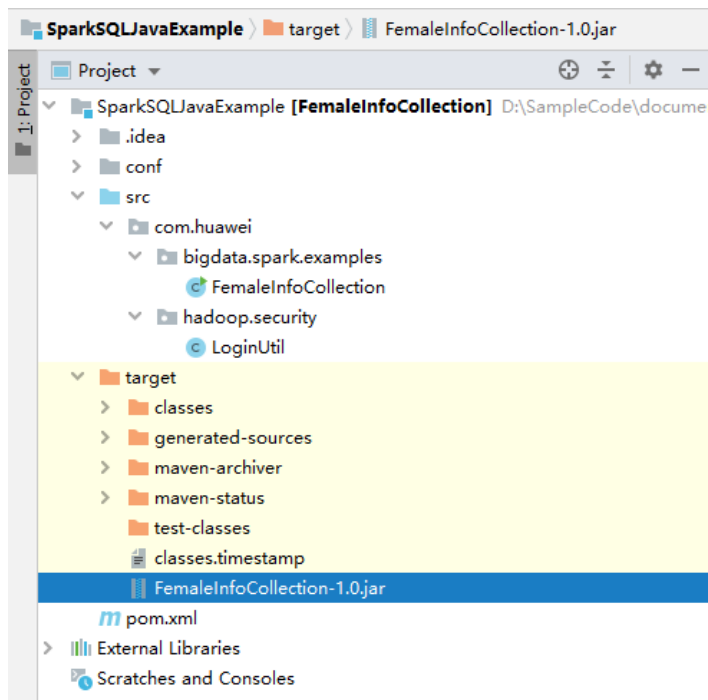 SparkSQLJavaExample target FemaleInfoCollection-1.0.jar
1: Project
Project
SparkSQLJavaExample [FemaleInfoCollection] D:\SampleCode\docume
.idea
conf
src
com.huawei
bigdata.spark.examples
FemaleInfoCollection
hadoop.security
LoginUtil
target
classes
generated-sources
maven-archiver
maven-status
test-classes
classes.timestamp
FemaleInfoCollection-1.0.jar
pom.xml
External Libraries
Scratches and Consoles